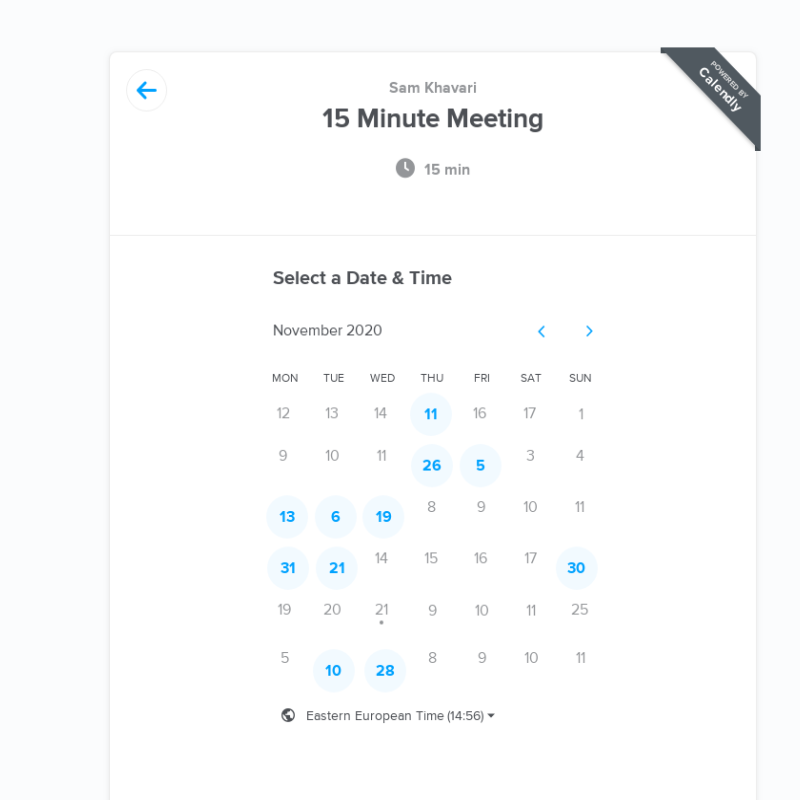 POWERED BY
Calendly
Sam Khavari
15 Minute Meeting
15 min
Select a Date & Time
November 2020
MON TUE WED THU FRI SAT SUN
12 13 14 11 16 17 1
9 10 11 26 5 3 4
13 6 19 8 9 10 11
31 21 14 15 16 17 30
19 20 21 9 10 11 25
5 10 28 8 9 10 11
Eastern European Time (14:56)